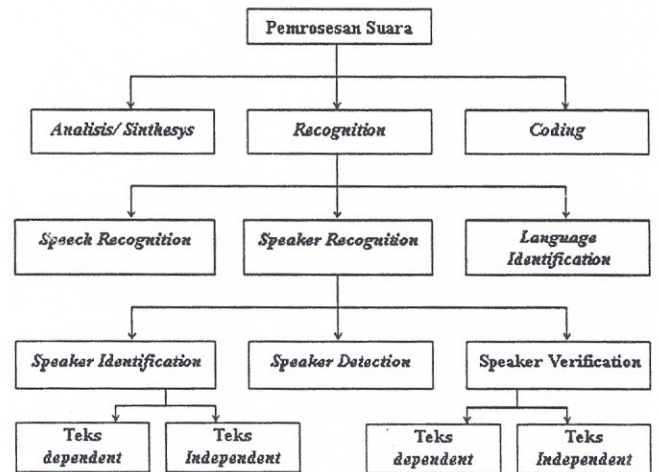 Pemrosesan Suara
Analisis/ Sinthesys
Recognition
Coding
Speech Recognition
Speaker Recognition
Language
Identification
Speaker Identification
Speaker Detection
Speaker Verification
Teks
dependent
Teks
Independent
Teks
dependent
Teks
Independent